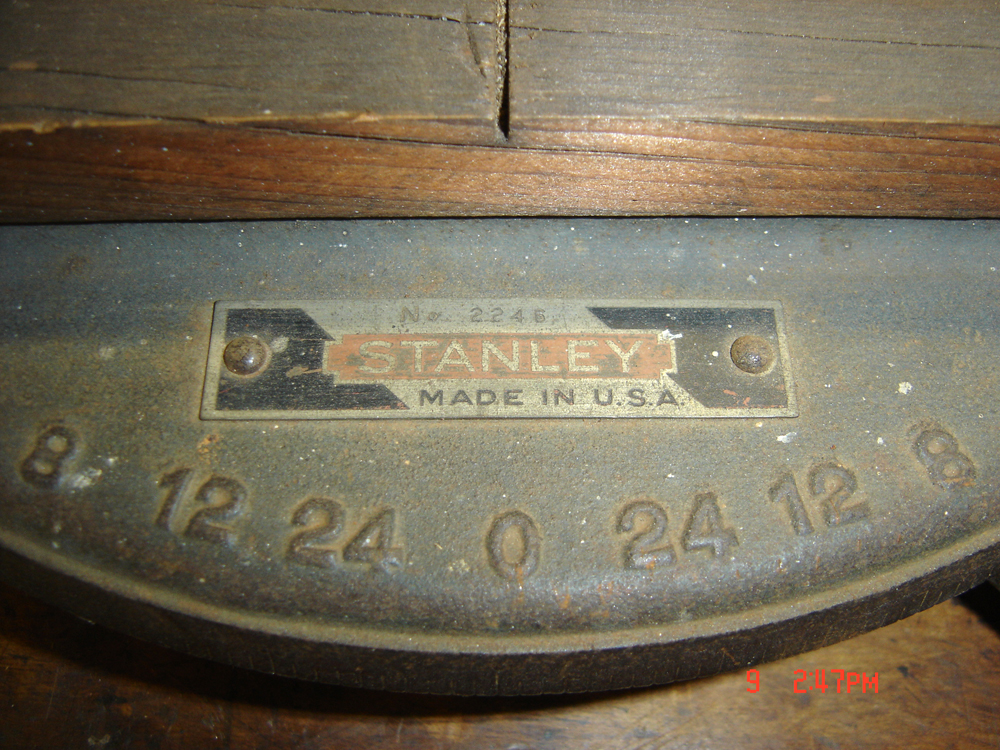 No. 2246
STANLEY
MADE IN U.S.A.
8 12 24 0 24 12 8
9 2:47PM